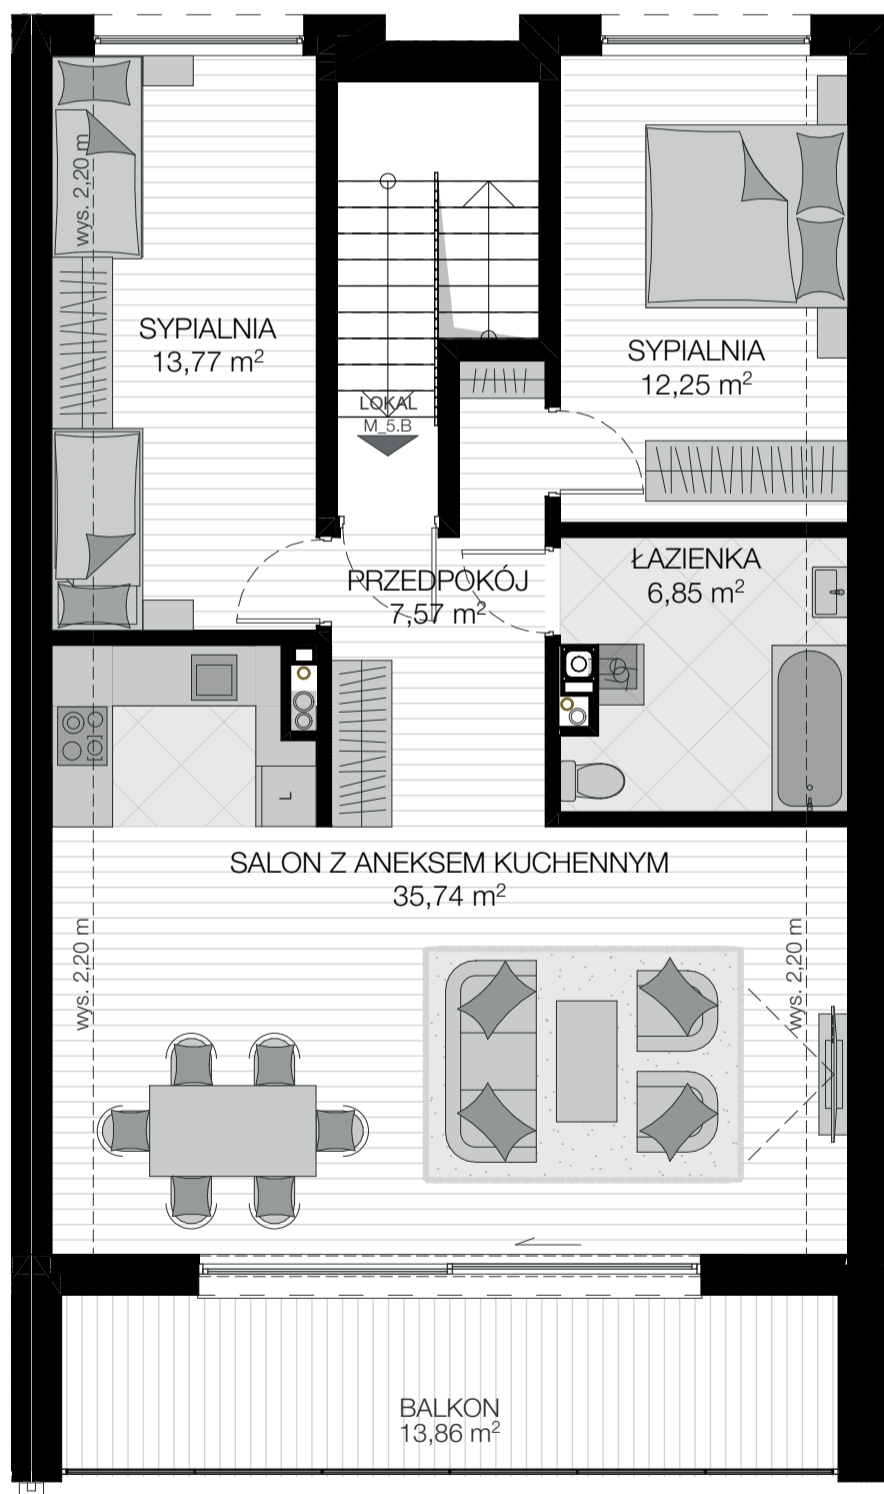 wys. 2,20 m
SYPIALNIA
13,77 m²
SYPIALNIA
12,25 m²
LOKAL
M_5.B
PRZEDPOKÓJ
7,57 m²
ŁAZIENKA
6,85 m²
L
SALON Z ANEKSEM KUCHENNYM
35,74 m²
wys. 2,20 m
wys. 2,20 m
BALKON
13,86 m²